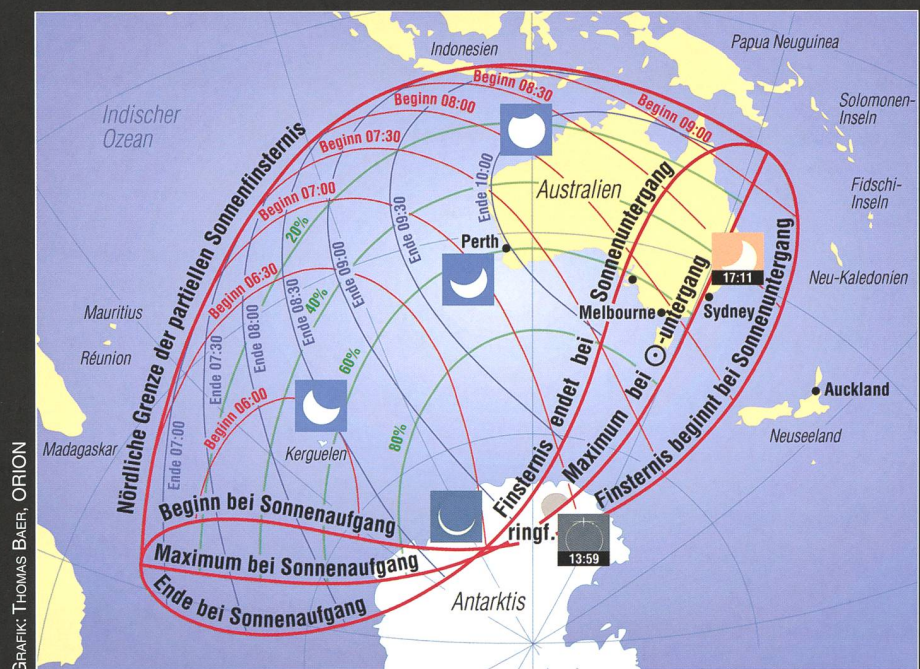 Indonesien
Papua Neuguinea
Indischer
Ozean
Solomonen-
Inseln
Fidschi-
Inseln
Neu-Kaledonien
Nördliche Grenze der partiellen Sonnenfinsternis
Beginn 08:30
Beginn 08:00
Beginn 09:00
Beginn 07:30
Beginn 07:00
Beginn 06:30
Beginn 06:00
Ende 10:00
Ende 09:30
Ende 09:00
Ende 08:30
Ende 08:00
Ende 07:30
Ende 07:00
20%
40%
60%
80%
Australien
Perth
Melbourne
Sydney
17:11
Auckland
Neuseeland
Mauritius
Réunion
Madagaskar
Kerguelen
Finsternis endet bei Sonnenuntergang
Maximum bei ⊙-untergang
Finsternis beginnt bei Sonnenuntergang
Beginn bei Sonnenaufgang
Maximum bei Sonnenaufgang
Ende bei Sonnenaufgang
ringf.
13:59
Antarktis
GRAFIK: THOMAS BAER, ORION